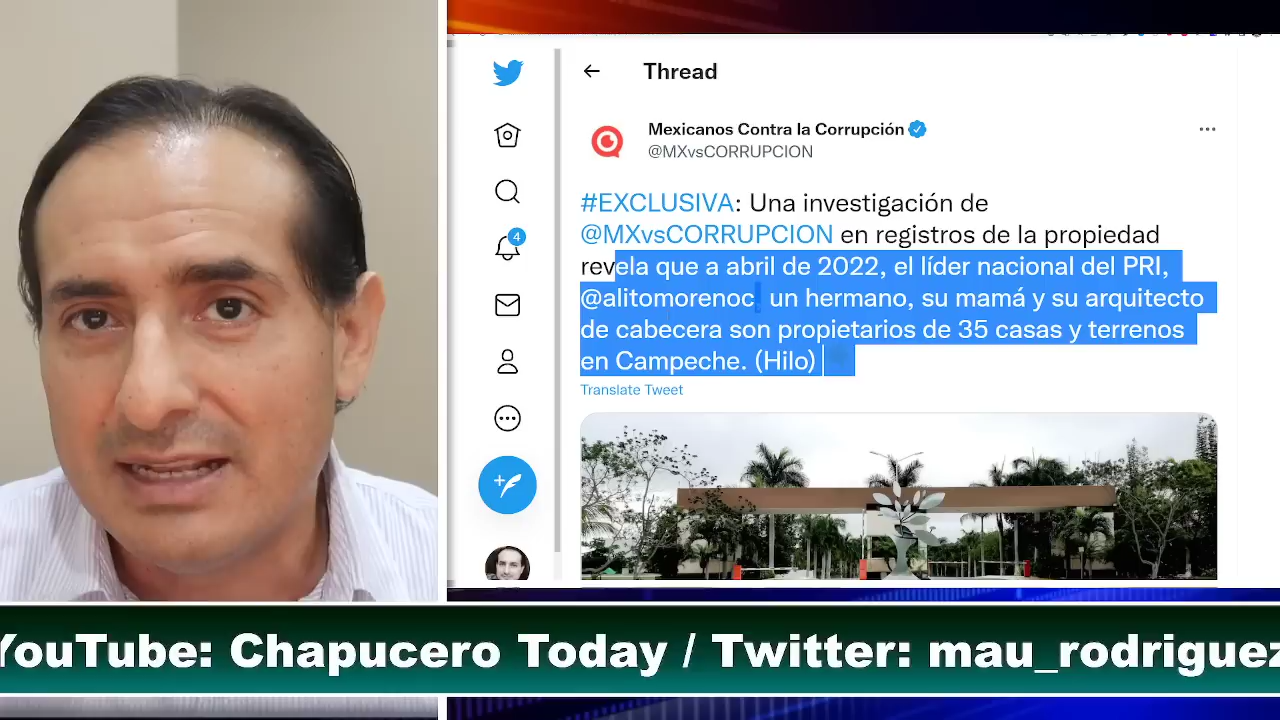 Thread
Mexicanos Contra la Corrupción
@MXvsCORRUPCION
#EXCLUSIVA: Una investigación de
@MXvsCORRUPCION en registros de la propiedad
revela que a abril de 2022, el líder nacional del PRI,
@alitomorenoc, un hermano, su mamá y su arquitecto
de cabecera son propietarios de 35 casas y terrenos
en Campeche. (Hilo)
Translate Tweet
4
YouTube: Chapucero Today / Twitter: mau_rodriguez